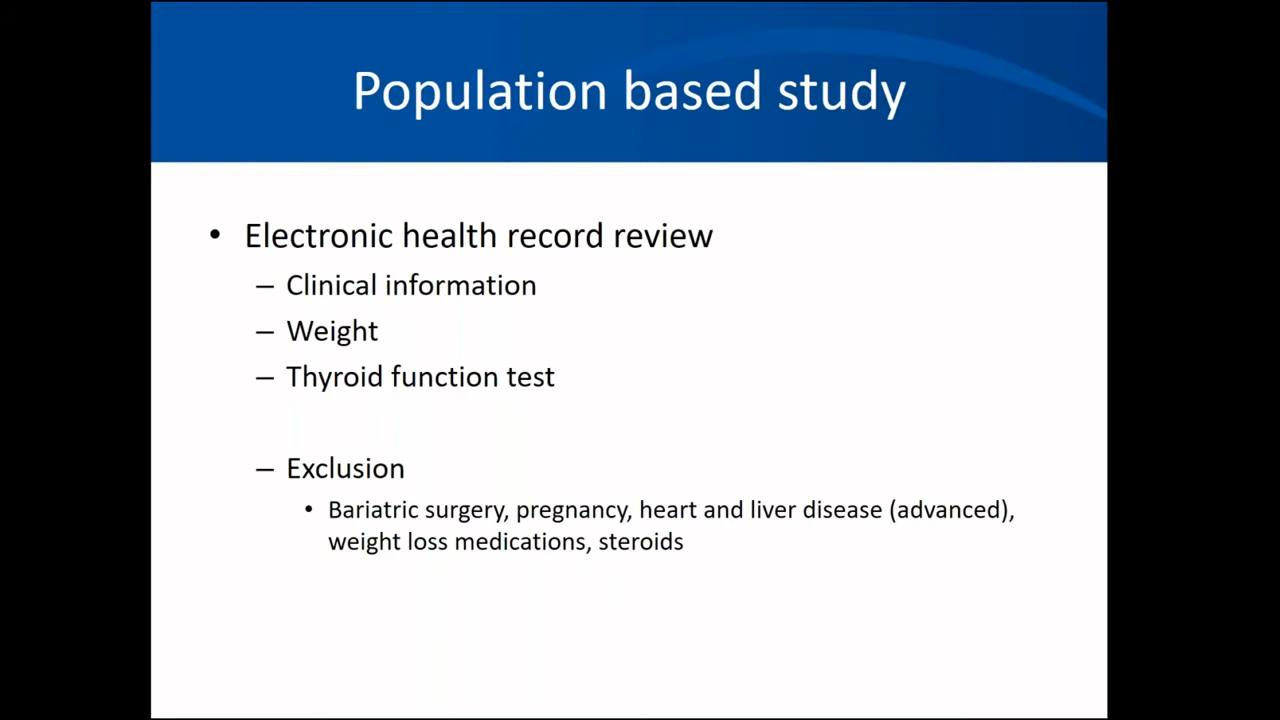 Population based study
• Electronic health record review
– Clinical information
– Weight
– Thyroid function test
– Exclusion
• Bariatric surgery, pregnancy, heart and liver disease (advanced),
weight loss medications, steroids